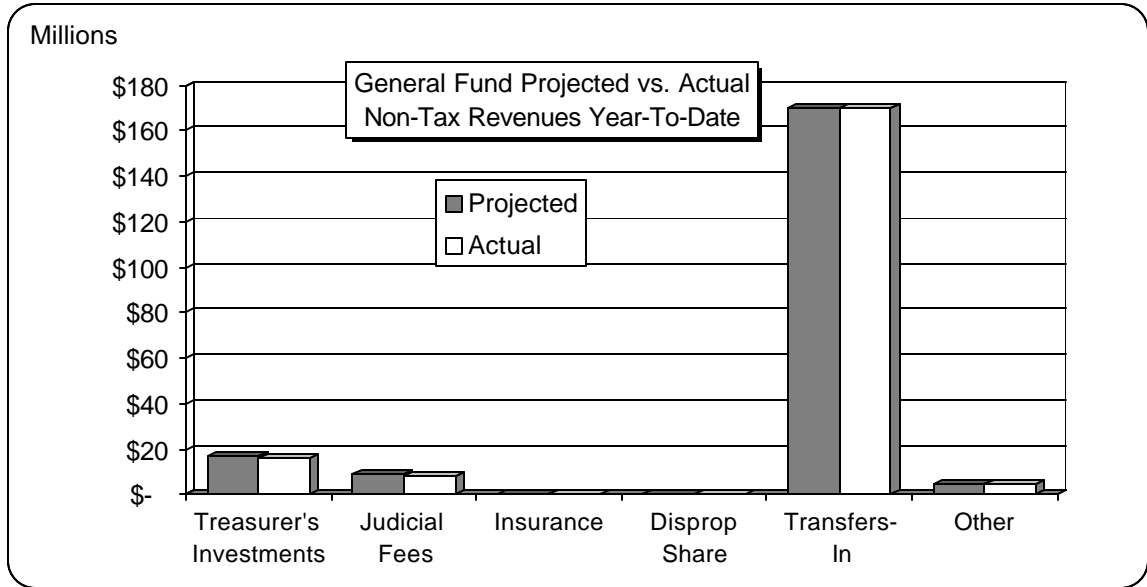 Millions
General Fund Projected vs. Actual
Non-Tax Revenues Year-To-Date
$180
$160
$140
$120
$100
$80
$60
$40
$20
$-
Projected
Actual
Treasurer's
Investments
Judicial
Fees
Insurance
Disprop
Share
Transfers-
In
Other